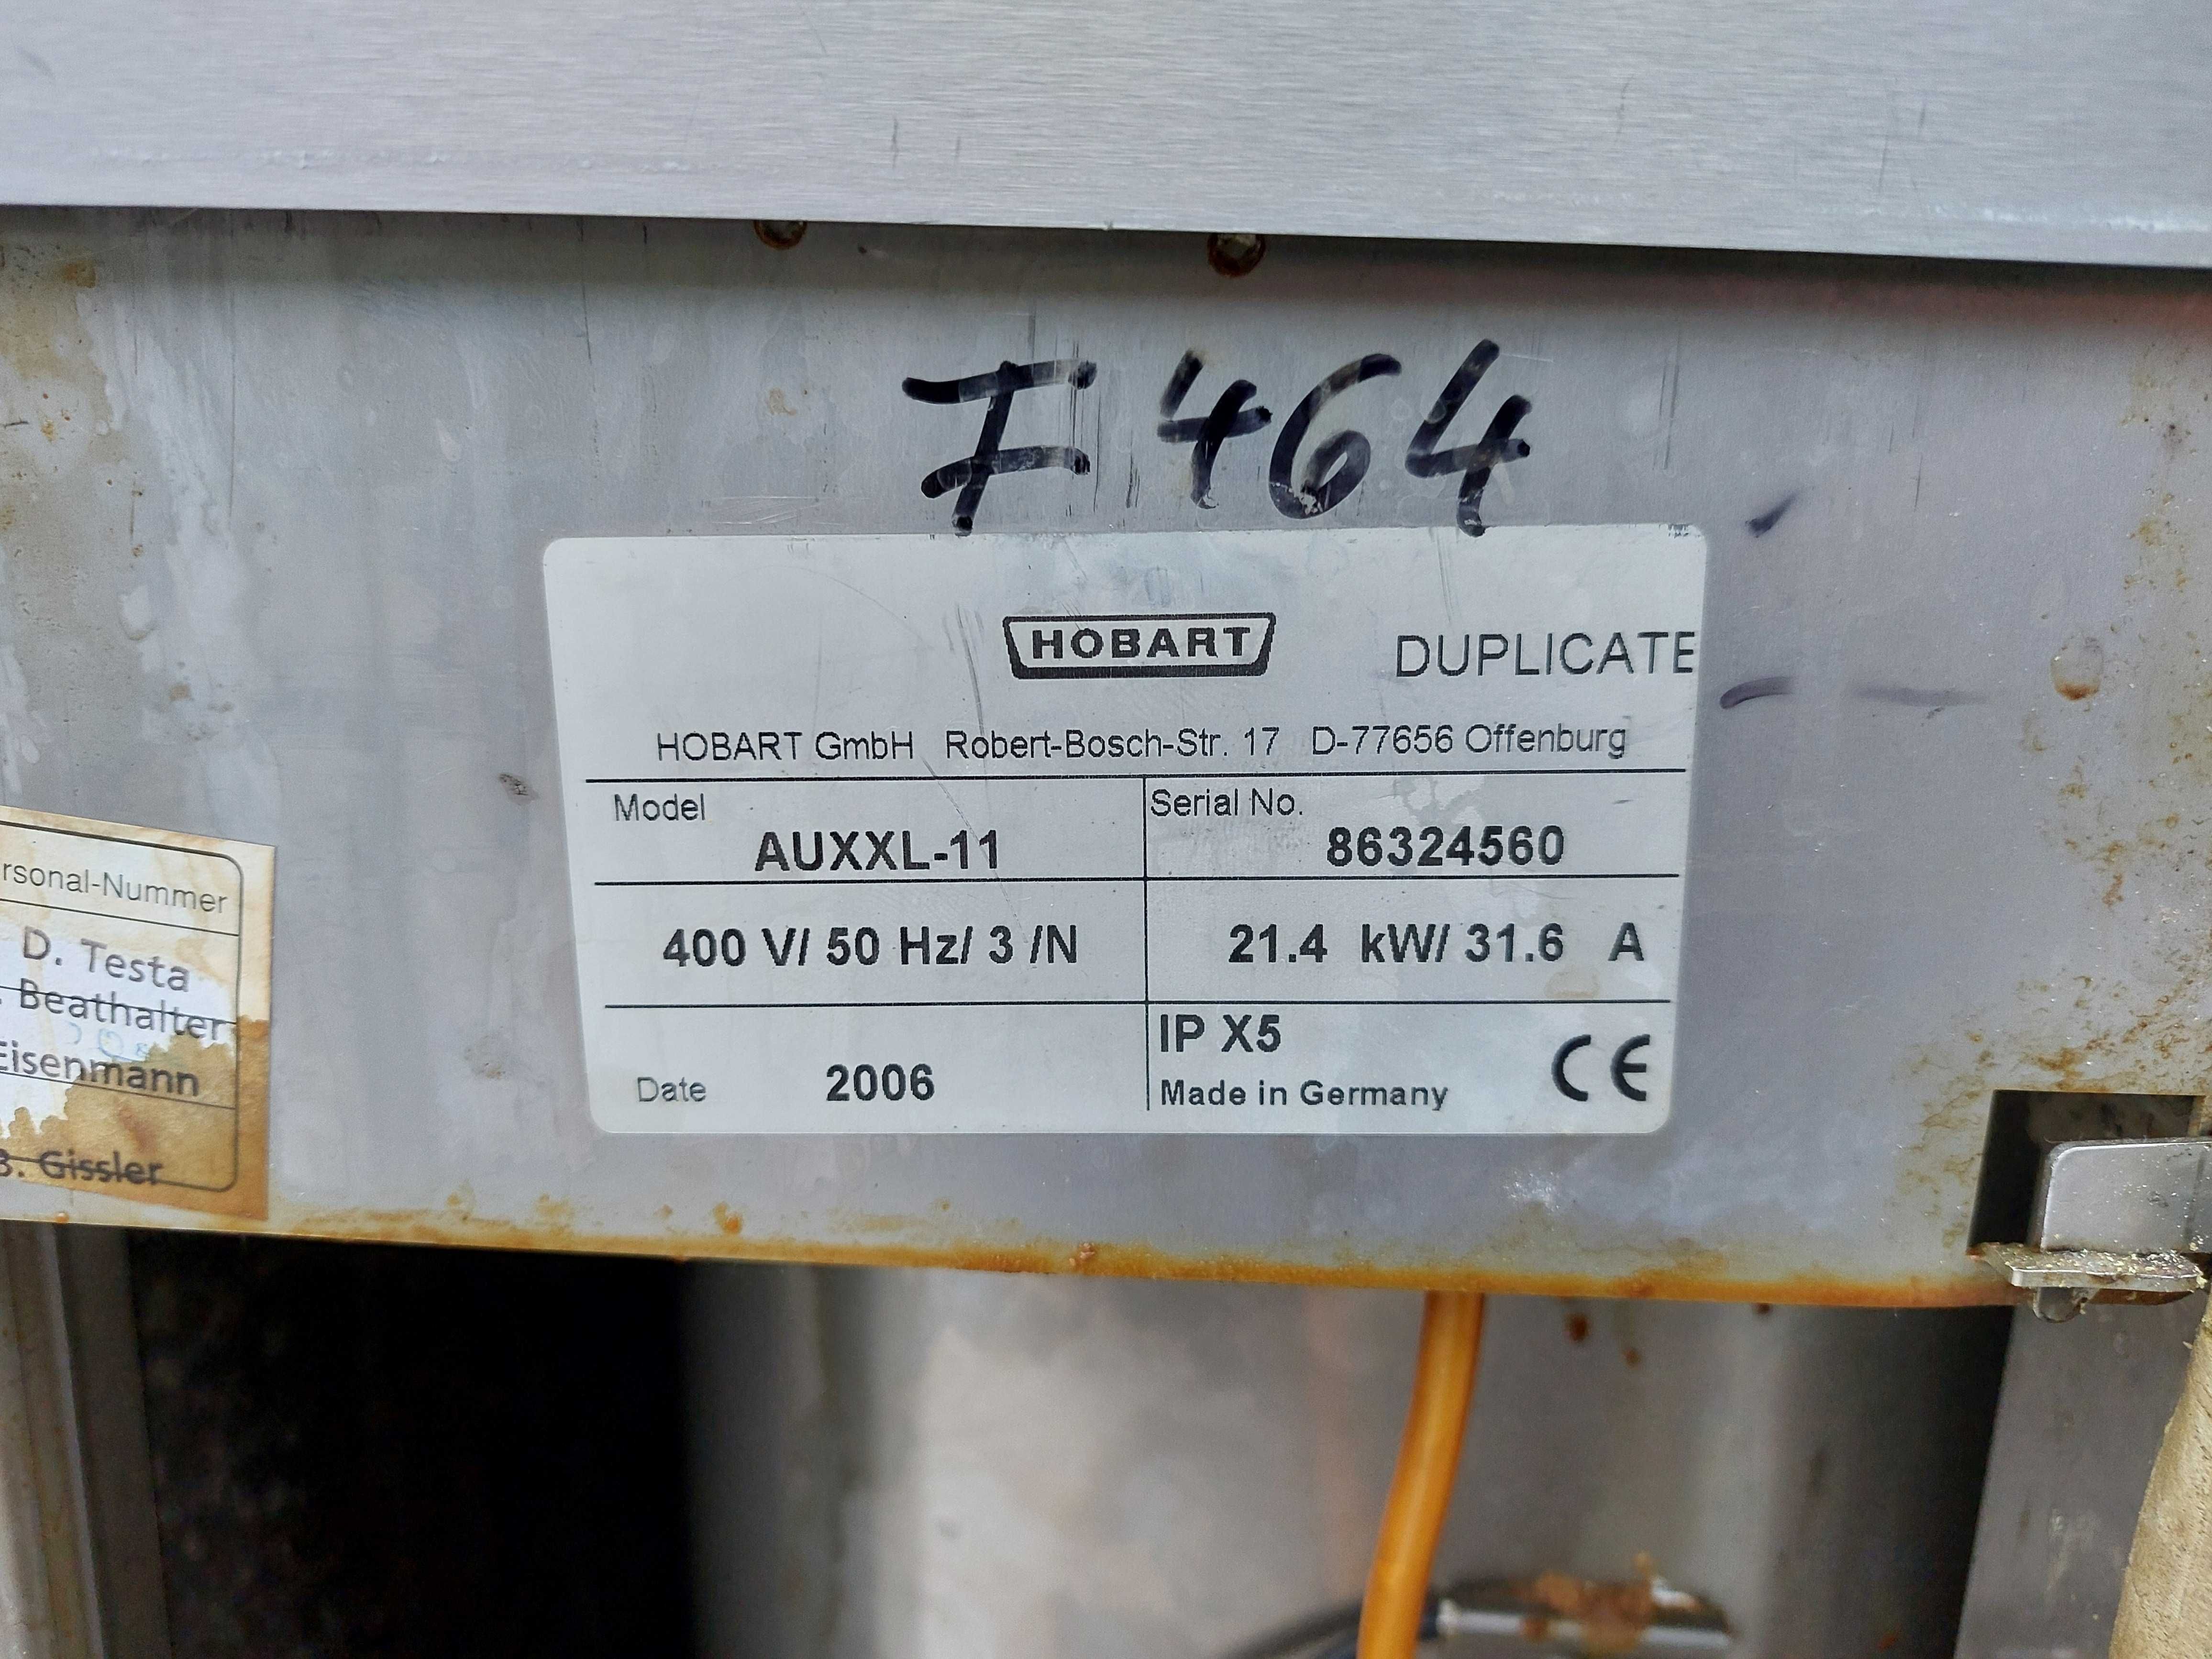 F 464
HOBART
DUPLICATE
HOBART GmbH Robert-Bosch-Str. 17 D-77656 Offenburg
Model
AUXXL-11
Serial No.
86324560
400 V/ 50 Hz/ 3 /N
21.4 kW/ 31.6 A
Date 2006
IP X5
Made in Germany
CE
rsonal-Nummer
D. Testa
. Beathalter
Eisenmann
. Gissler